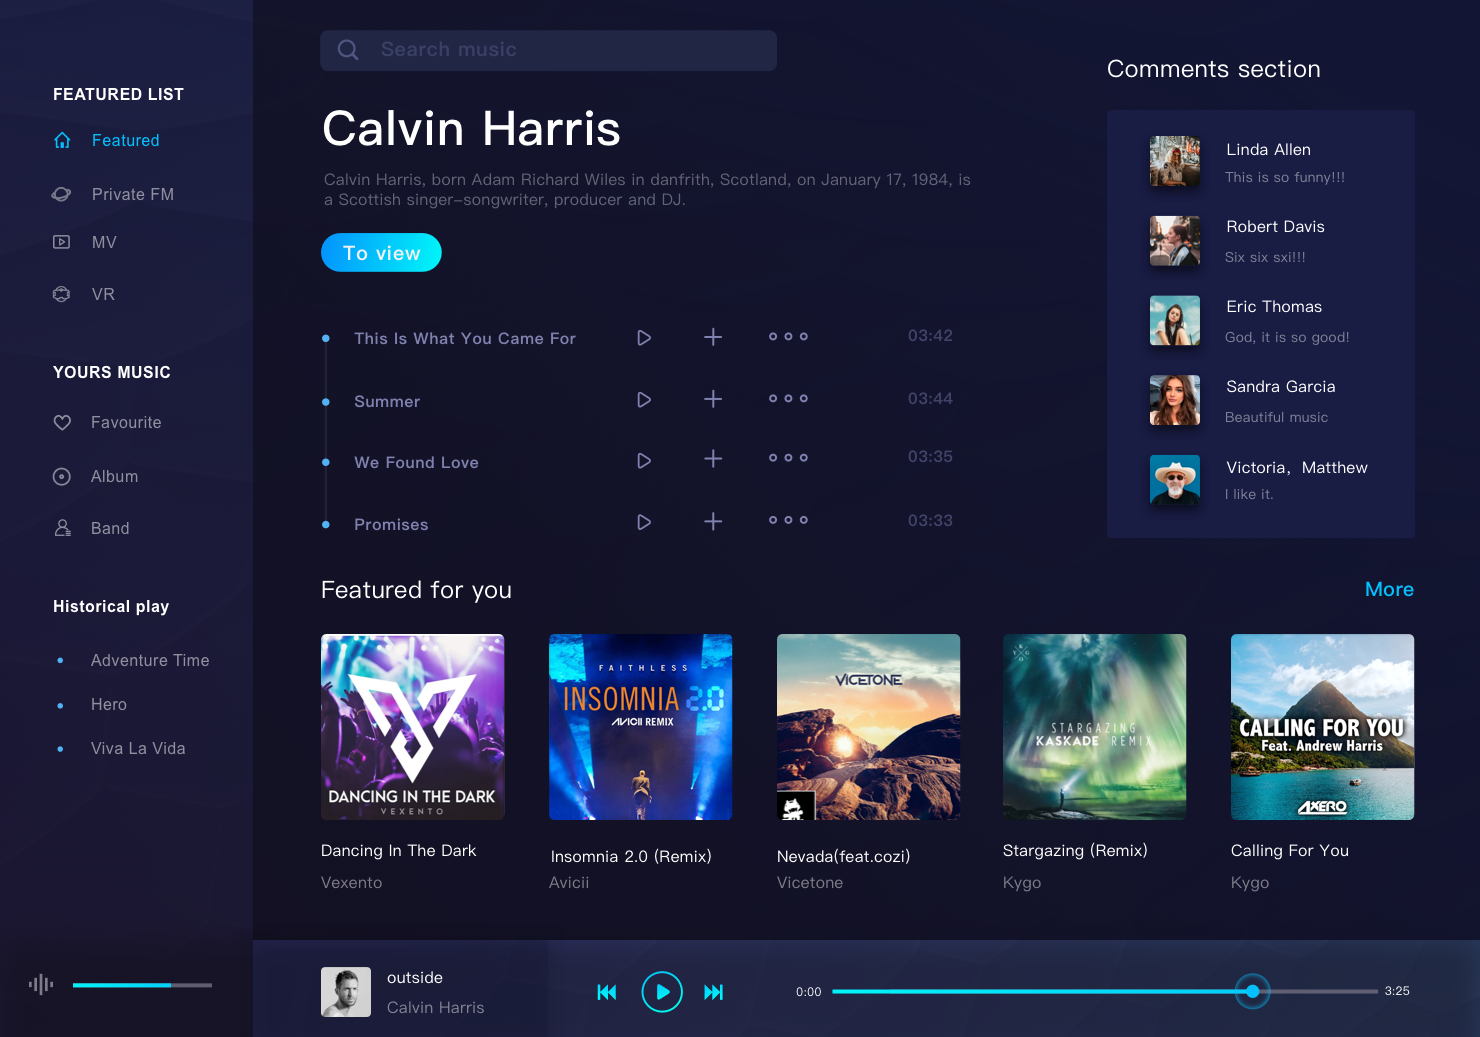 FEATURED LIST
Featured
Private FM
MV
VR
YOURS MUSIC
Favourite
Album
Band
Historical play
Adventure Time
Hero
Viva La Vida
Search music
Calvin Harris
Calvin Harris, born Adam Richard Wiles in danfrith, Scotland, on January 17, 1984, is
a Scottish singer-songwriter, producer and DJ.
To view
This Is What You Came For 03:42
Summer 03:44
We Found Love 03:35
Promises 03:33
Comments section
Linda Allen
This is so funny!!!
Robert Davis
Six six sxi!!!
Eric Thomas
God, it is so good!
Sandra Garcia
Beautiful music
Victoria，Matthew
I like it.
Featured for you
More
DANCING IN THE DARK
VEXENTO
Dancing In The Dark
Vexento
FAITHLESS
INSOMNIA 2.0
AVICII REMIX
Insomnia 2.0 (Remix)
Avicii
VICETONE
Nevada(feat.cozi)
Vicetone
K
Y G
O
STARGAZING
KASKADE REMIX
Stargazing (Remix)
Kygo
CALLING FOR YOU
Feat. Andrew Harris
AXERO
Calling For You
Kygo
outside
Calvin Harris
0:00
3:25